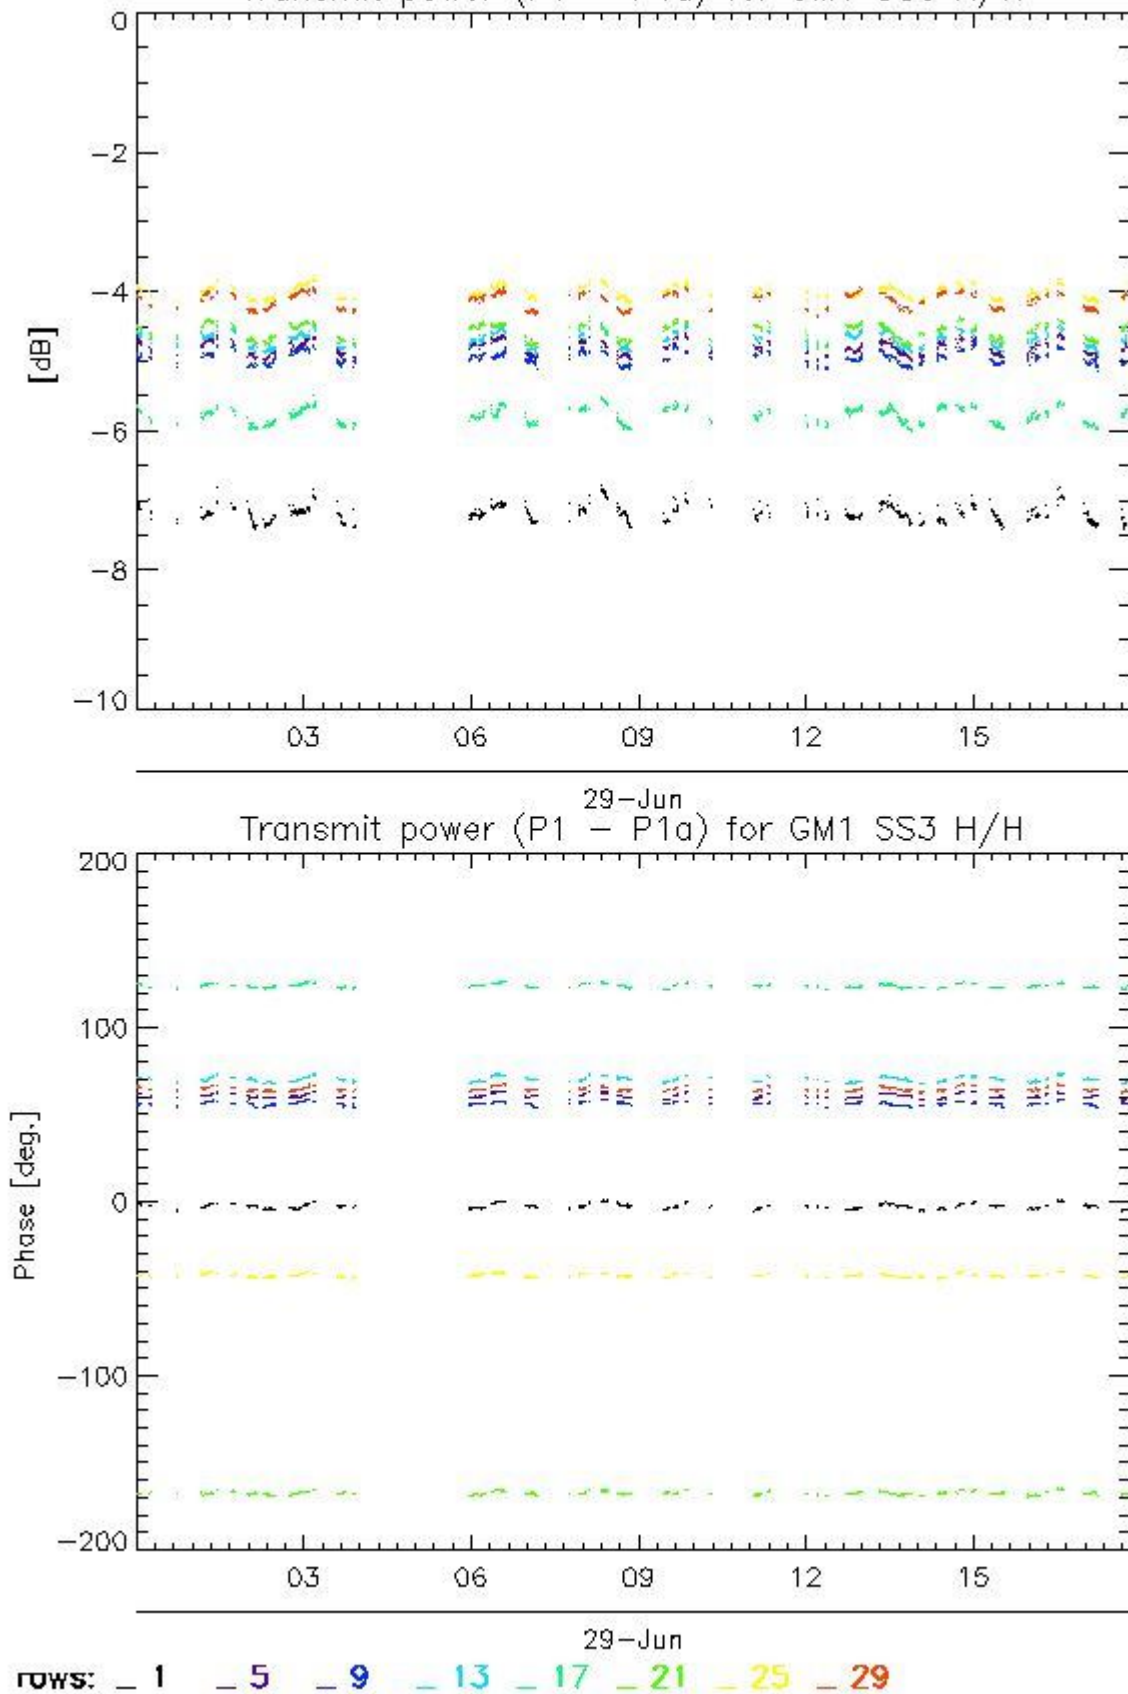 0
-2
-4
[dB]
-6
-8
-10
03 06 09 12 15
29-Jun
Transmit power (P1 - P1a) for GM1 SS3 H/H
200
100
0
Phase [deg.]
-100
-200
03 06 09 12 15
29-Jun
rows: _ 1 _ 5 _ 9 _ 13 _ 17 _ 21 _ 25 _ 29